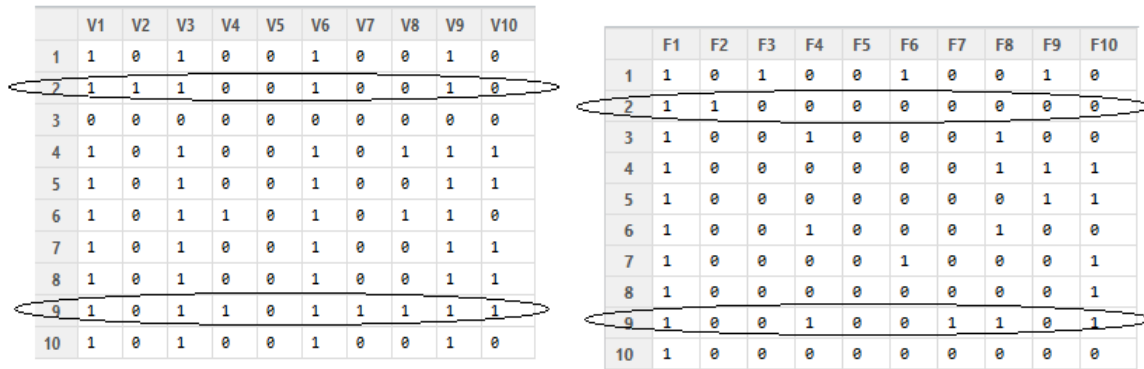 V1 V2 V3 V4 V5 V6 V7 V8 V9 V10
1 1 0 1 0 0 1 0 0 1 0
2 1 1 1 0 0 1 0 0 1 0
3 0 0 0 0 0 0 0 0 0 0
4 1 0 1 0 0 1 0 1 1 1
5 1 0 1 0 0 1 0 0 1 1
6 1 0 1 1 0 1 0 1 1 0
7 1 0 1 0 0 1 0 0 1 1
8 1 0 1 0 0 1 0 0 1 1
9 1 0 1 1 0 1 1 1 1 1
10 1 0 1 0 0 1 0 0 1 0
F1 F2 F3 F4 F5 F6 F7 F8 F9 F10
1 1 0 1 0 0 1 0 0 1 0
2 1 1 0 0 0 0 0 0 0 0
3 1 0 0 1 0 0 0 1 0 0
4 1 0 0 0 0 0 0 1 1 1
5 1 0 0 0 0 0 0 0 1 1
6 1 0 0 1 0 0 0 1 0 0
7 1 0 0 0 0 1 0 0 0 1
8 1 0 0 0 0 0 0 0 0 1
9 1 0 0 1 0 0 1 1 0 1
10 1 0 0 0 0 0 0 0 0 0